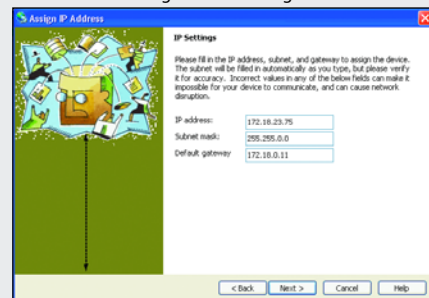 Assign IP Address
IP Settings
Please fill in the IP address, subnet, and gateway to assign the device.
The subnet will be filled in automatically as you type, but please verify
it for accuracy. Incorrect values in any of the below fields can make it
impossible for your device to communicate, and can cause network
disruption.
IP address: 172.18.23.75
Subnet mask: 255.255.0.0
Default gateway 172.18.0.11
< Back Next > Cancel Help